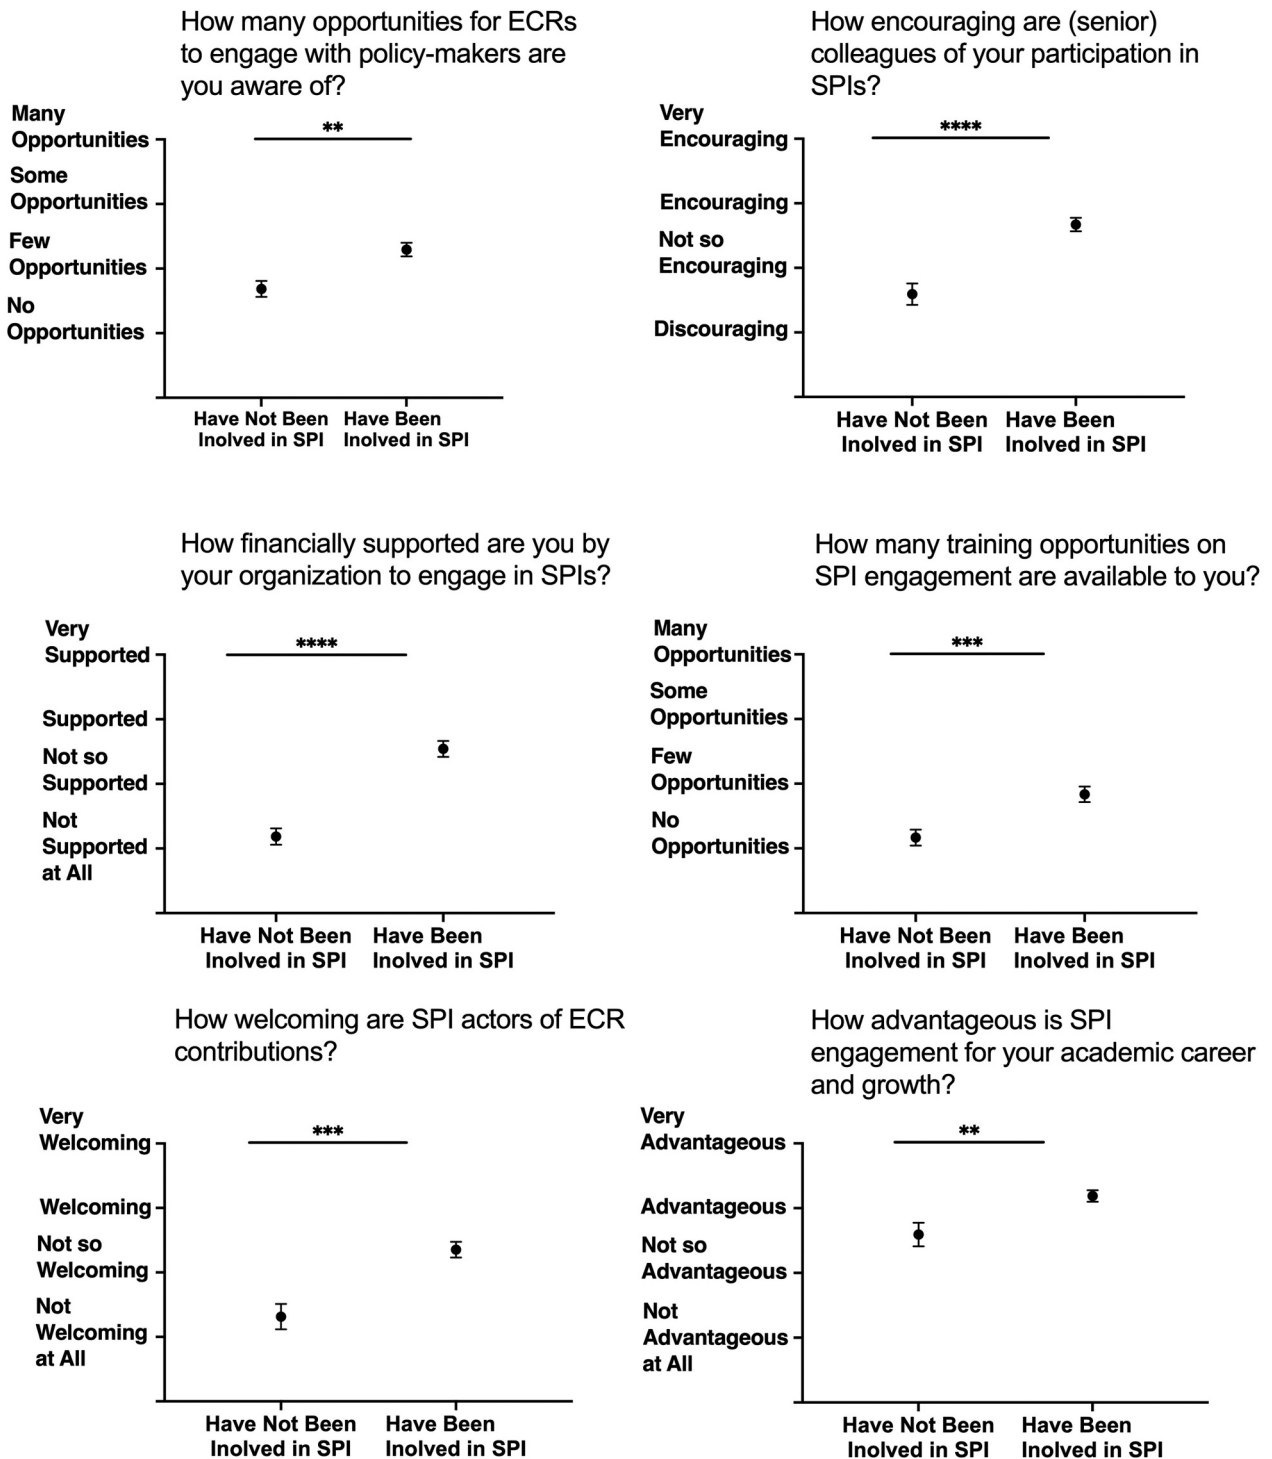 How many opportunities for ECRs
to engage with policy-makers are
you aware of?
Many
Opportunities
**
Some
Opportunities
Few
Opportunities
No
Opportunities
Have Not Been
Inolved in SPI
Have Been
Inolved in SPI
How encouraging are (senior)
colleagues of your participation in
SPIs?
Very
Encouraging
****
Encouraging
Not so
Encouraging
Discouraging
Have Not Been
Inolved in SPI
Have Been
Inolved in SPI
How financially supported are you by
your organization to engage in SPIs?
Very
Supported
****
Supported
Not so
Supported
Not
Supported
at All
Have Not Been
Inolved in SPI
Have Been
Inolved in SPI
How many training opportunities on
SPI engagement are available to you?
Many
Opportunities
***
Some
Opportunities
Few
Opportunities
No
Opportunities
Have Not Been
Inolved in SPI
Have Been
Inolved in SPI
How welcoming are SPI actors of ECR
contributions?
Very
Welcoming
***
Welcoming
Not so
Welcoming
Not
Welcoming
at All
Have Not Been
Inolved in SPI
Have Been
Inolved in SPI
How advantageous is SPI
engagement for your academic career
and growth?
Very
Advantageous
**
Advantageous
Not so
Advantageous
Not
Advantageous
at All
Have Not Been
Inolved in SPI
Have Been
Inolved in SPI